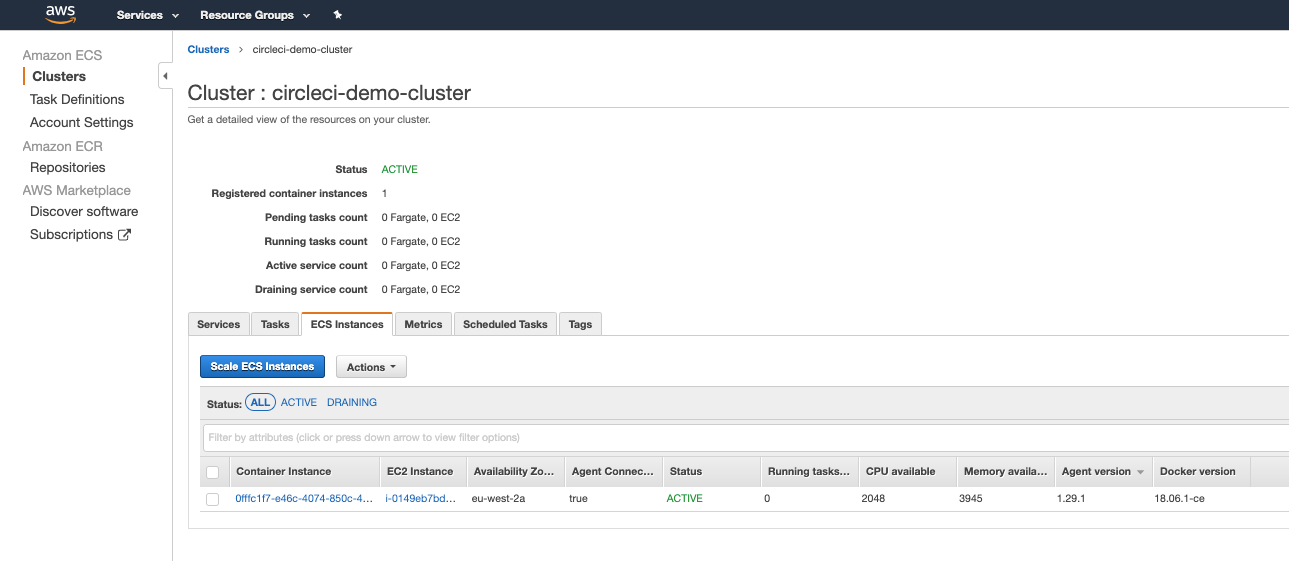 aws Services Resource Groups
Amazon ECS
Clusters
Task Definitions
Account Settings
Amazon ECR
Repositories
AWS Marketplace
Discover software
Subscriptions
Clusters > circleci-demo-cluster
Cluster : circleci-demo-cluster
Get a detailed view of the resources on your cluster.
Status ACTIVE
Registered container instances 1
Pending tasks count 0 Fargate, 0 EC2
Running tasks count 0 Fargate, 0 EC2
Active service count 0 Fargate, 0 EC2
Draining service count 0 Fargate, 0 EC2
Services Tasks ECS Instances Metrics Scheduled Tasks Tags
Scale ECS Instances Actions
Status: ALL ACTIVE DRAINING
Filter by attributes (click or press down arrow to view filter options)
Container Instance EC2 Instance Availability Zo... Agent Connec... Status Running tasks... CPU available Memory availa... Agent version Docker version
0fffc1f7-e46c-4074-850c-4... i-0149eb7bd... eu-west-2a true ACTIVE 0 2048 3945 1.29.1 18.06.1-ce